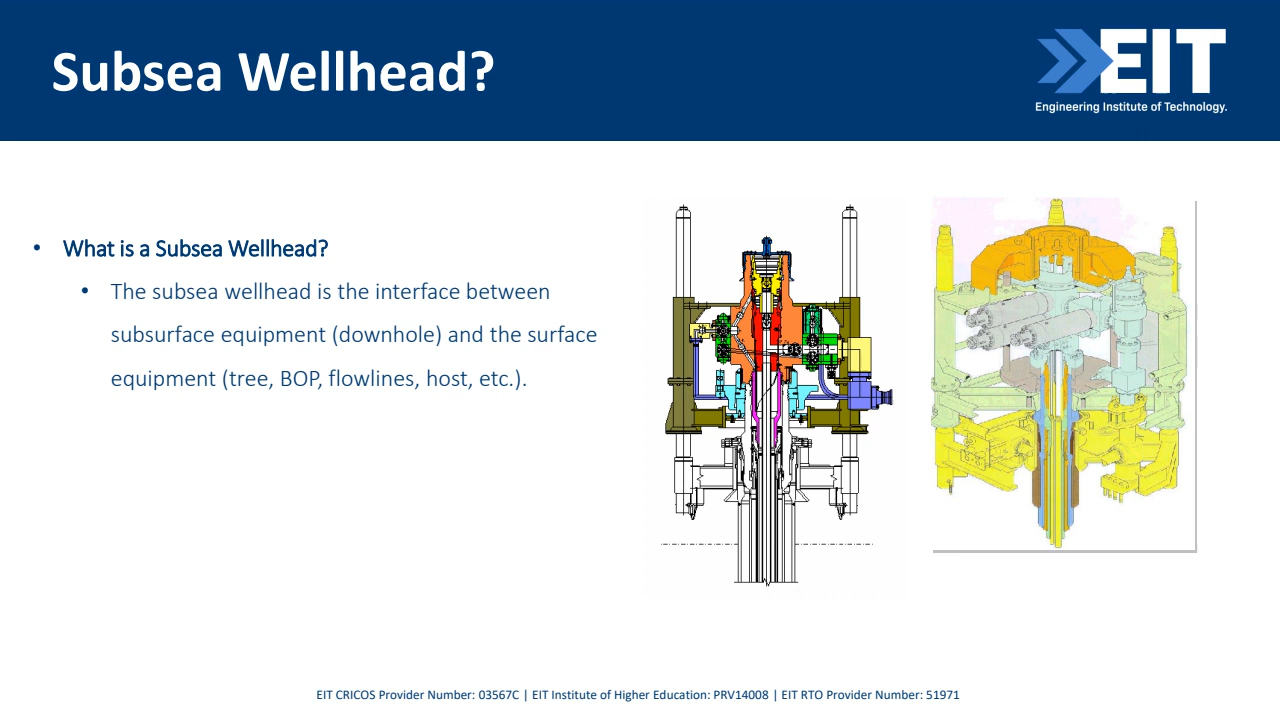 Subsea Wellhead?
EIT
Engineering Institute of Technology.
• What is a Subsea Wellhead?
• The subsea wellhead is the interface between
subsurface equipment (downhole) and the surface
equipment (tree, BOP, flowlines, host, etc.).
EIT CRICOS Provider Number: 03567C | EIT Institute of Higher Education: PRV14008 | EIT RTO Provider Number: 51971